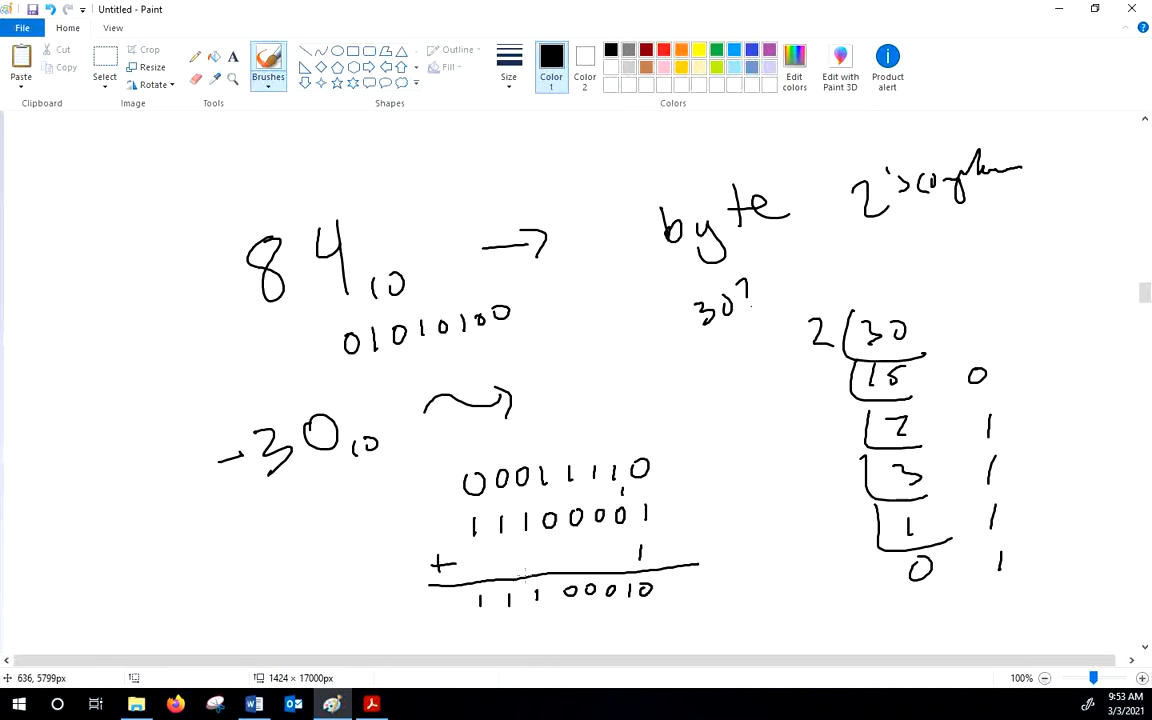 Untitled - Paint
File Home View
Paste Cut Copy Clipboard
Select Crop Resize Rotate Image
Tools
Brushes
Shapes Outline Fill
Size
Color 1 Color 2 Edit colors Colors
Edit with Paint 3D
Product alert
84₁₀ → byte 2's
01010100 30?
-30₁₀
00011110
11100001
+ 1
11100010
2 30
15 0
7 1
3 1
1 1
0 1
636, 5799px 1424 × 17000px 100%
9:53 AM
3/3/2021